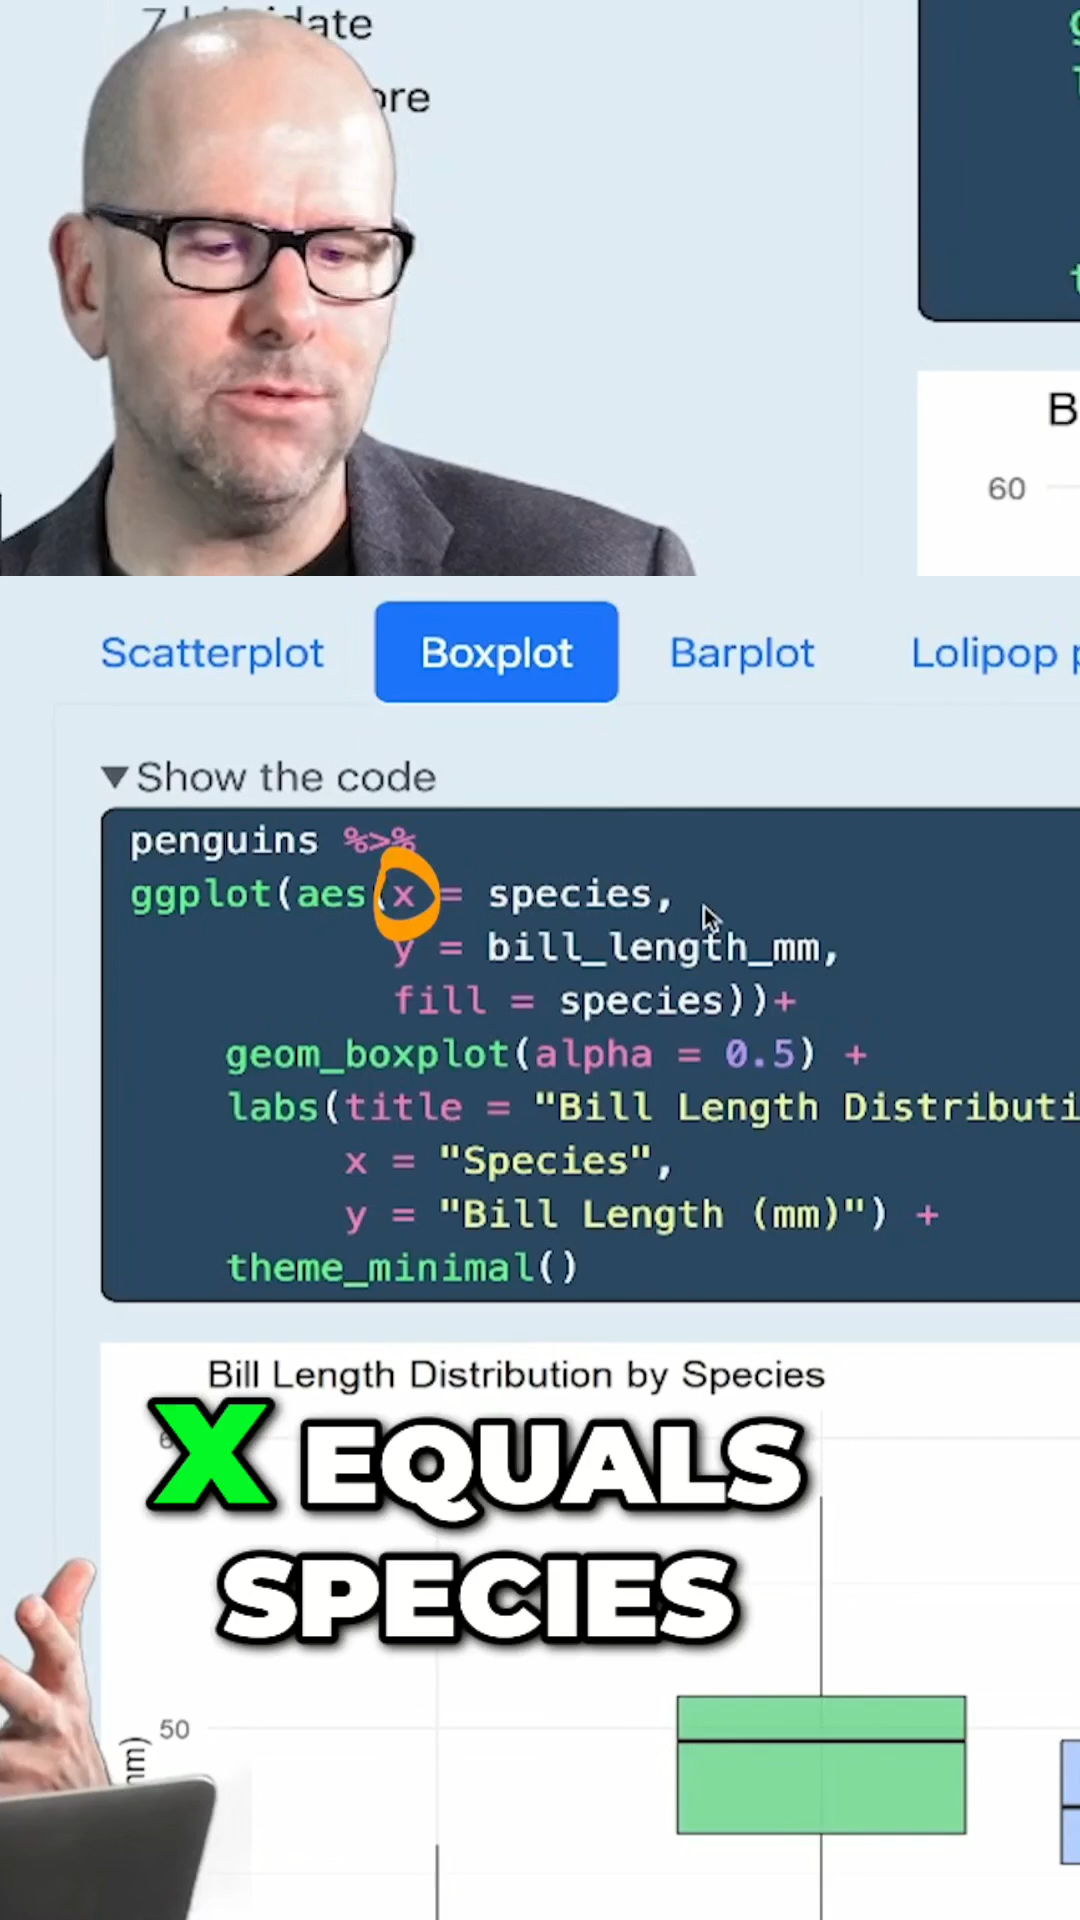 60
Scatterplot Boxplot Barplot Lolipop
▼Show the code
penguins %>%
ggplot(aes(x = species,
y = bill_length_mm,
fill = species))+
geom_boxplot(alpha = 0.5) +
labs(title = "Bill Length Distributi
x = "Species",
y = "Bill Length (mm)") +
theme_minimal()
Bill Length Distribution by Species
X EQUALS
SPECIES
50